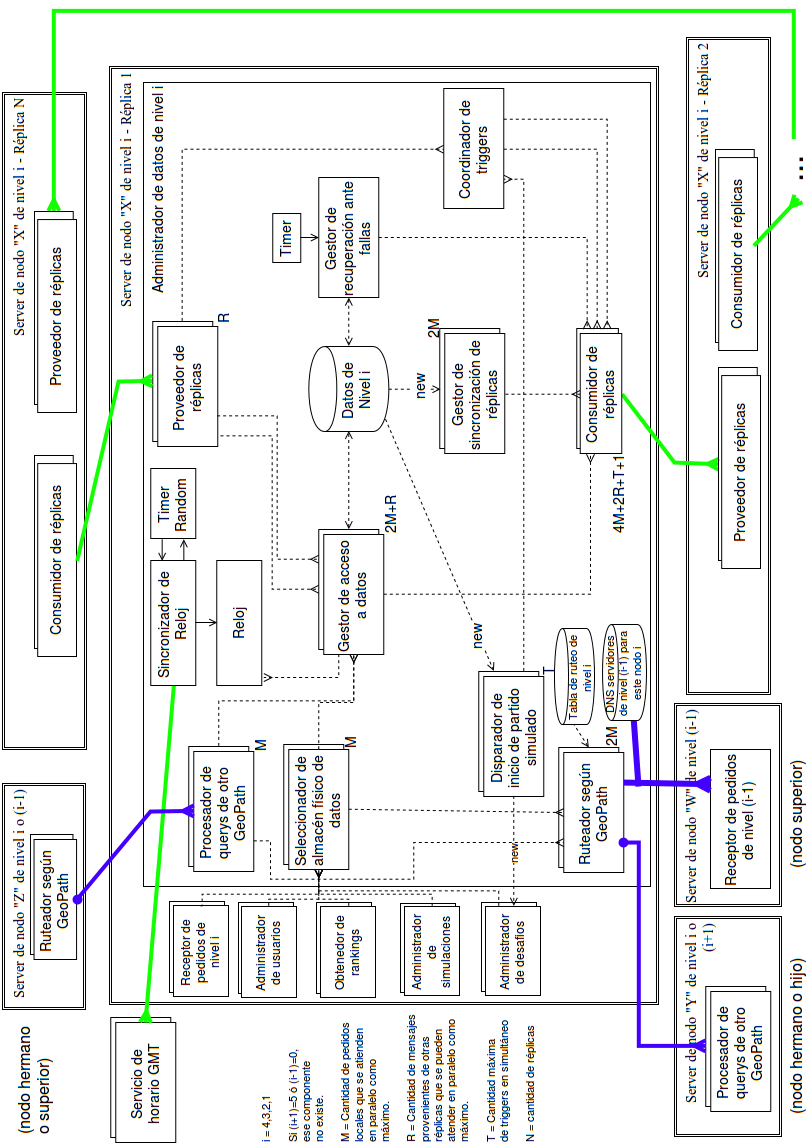 (nodo hermano
o superior)
Server de nodo "Z" de nivel i o (i-1)
Ruteador según
GeoPath
Server de nodo "X" de nivel i - Réplica N
Consumidor de réplicas
Proveedor de réplicas
Servicio de
horario GMT
Server de nodo "X" de nivel i - Réplica 1
Administrador de datos de nivel i
Procesador de
querys de otro
GeoPath
M
Sincronizador de
Reloj
Timer
Random
Reloj
Proveedor de
réplicas
R
Timer
Gestor de
recuperación ante
fallas
Coordinador de
triggers
Seleccionador de
almacén físico de
datos
M
Gestor de acceso
a datos
2M+R
Datos de
Nivel i
new
Gestor de
sincronización de
réplicas
2M
Consumidor de
réplicas
4M+2R+T+1
new
Disparador de
inicio de partido
simulado
T
Tabla de ruteo de
nivel i
DNS servidores
de nivel (i-1) para
este nodo i
Ruteador según
GeoPath
2M
new
Receptor de
pedidos de
nivel i
Administrador
de usuarios
Obtenedor de
rankings
Administrador
de
simulaciones
Administrador
de desafíos
i = 4,3,2,1
Si (i+1)=5 ó (i-1)=0,
ese componente
no existe.
M = Cantidad de pedidos
locales que se atienden
en paralelo como
máximo.
R = Cantidad de mensajes
provenientes de otras
réplicas que se pueden
atender en paralelo como
máximo.
T = Cantidad máxima
de triggers en simultáneo
N = cantidad de réplicas
Server de nodo "Y" de nivel i o
(i+1)
Procesador de
querys de otro
GeoPath
(nodo hermano o hijo)
Server de nodo "W" de nivel (i-1)
Receptor de pedidos
de nivel (i-1)
(nodo superior)
Server de nodo "X" de nivel i - Réplica 2
Proveedor de réplicas
Consumidor de réplicas
...